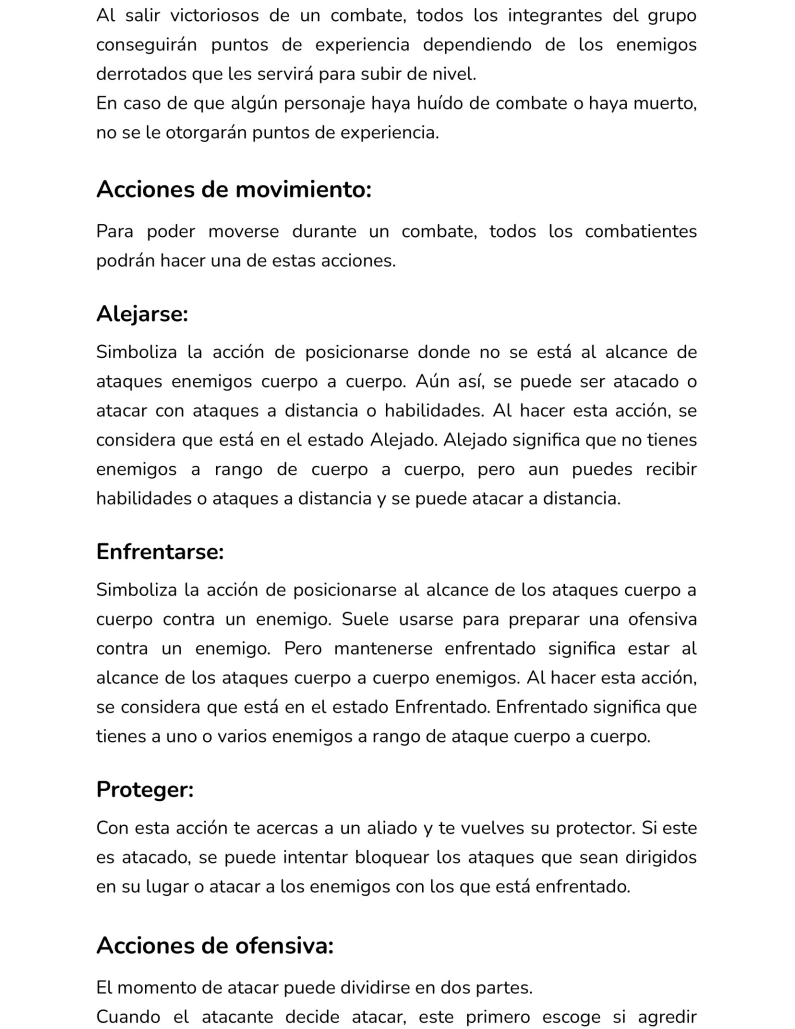 Al salir victoriosos de un combate, todos los integrantes del grupo
conseguirán puntos de experiencia dependiendo de los enemigos
derrotados que les servirá para subir de nivel.
En caso de que algún personaje haya huído de combate o haya muerto,
no se le otorgarán puntos de experiencia.
Acciones de movimiento:
Para poder moverse durante un combate, todos los combatientes
podrán hacer una de estas acciones.
Alejarse:
Simboliza la acción de posicionarse donde no se está al alcance de
ataques enemigos cuerpo a cuerpo. Aún así, se puede ser atacado o
atacar con ataques a distancia o habilidades. Al hacer esta acción, se
considera que está en el estado Alejado. Alejado significa que no tienes
enemigos a rango de cuerpo a cuerpo, pero aun puedes recibir
habilidades o ataques a distancia y se puede atacar a distancia.
Enfrentarse:
Simboliza la acción de posicionarse al alcance de los ataques cuerpo a
cuerpo contra un enemigo. Suele usarse para preparar una ofensiva
contra un enemigo. Pero mantenerse enfrentado significa estar al
alcance de los ataques cuerpo a cuerpo enemigos. Al hacer esta acción,
se considera que está en el estado Enfrentado. Enfrentado significa que
tienes a uno o varios enemigos a rango de ataque cuerpo a cuerpo.
Proteger:
Con esta acción te acercas a un aliado y te vuelves su protector. Si este
es atacado, se puede intentar bloquear los ataques que sean dirigidos
en su lugar o atacar a los enemigos con los que está enfrentado.
Acciones de ofensiva:
El momento de atacar puede dividirse en dos partes.
Cuando el atacante decide atacar, este primero escoge si agredir